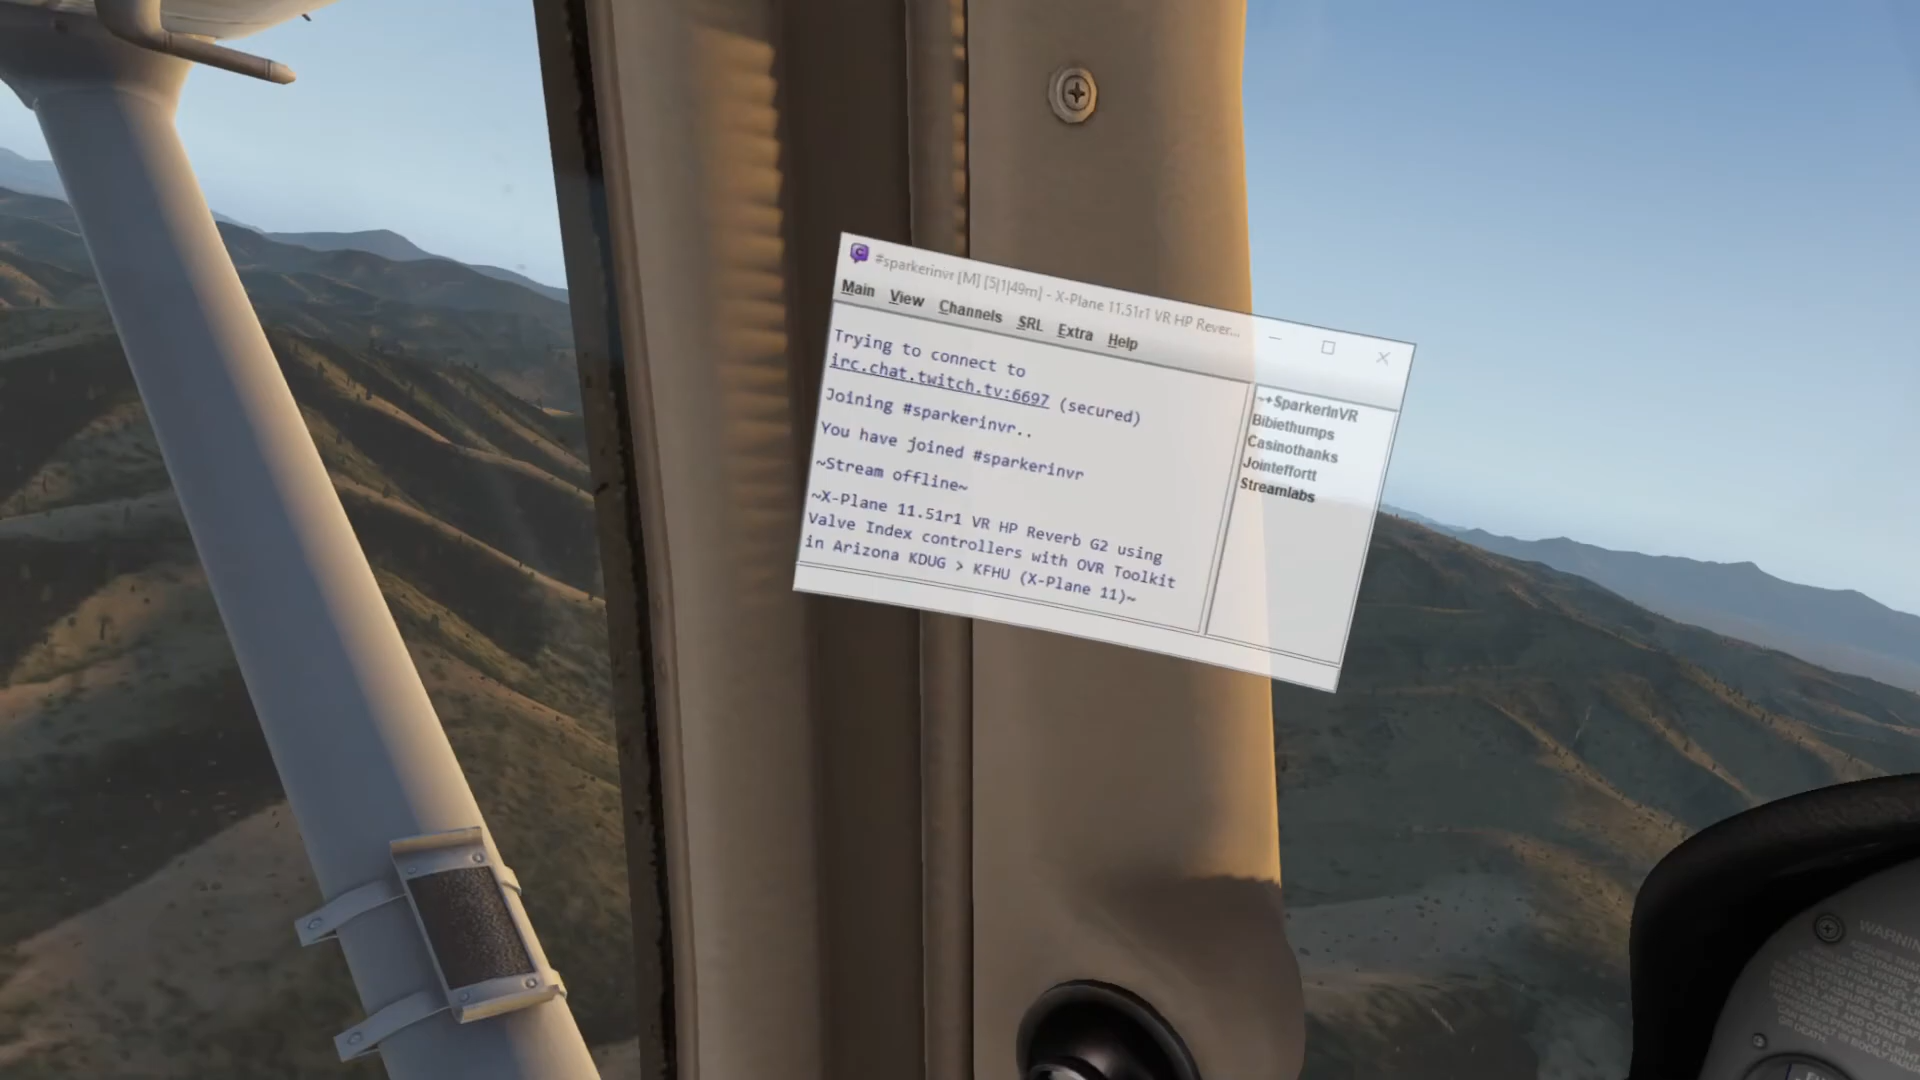 #sparkerinvr [M] [5|1|49m] - X-Plane 11.51r1 VR HP Rever...
Main View Channels SRL Extra Help
Trying to connect to
irc.chat.twitch.tv:6697 (secured)
Joining #sparkerinvr..
You have joined #sparkerinvr
~Stream offline~
~X-Plane 11.51r1 VR HP Reverb G2 using
Valve Index controllers with OVR Toolkit
in Arizona KDUG > KFHU (X-Plane 11)~
~+SparkerInVR
Bibiethumps
Casinothanks
Jointeffortt
Streamlabs
WARNIN
OR DEATH.